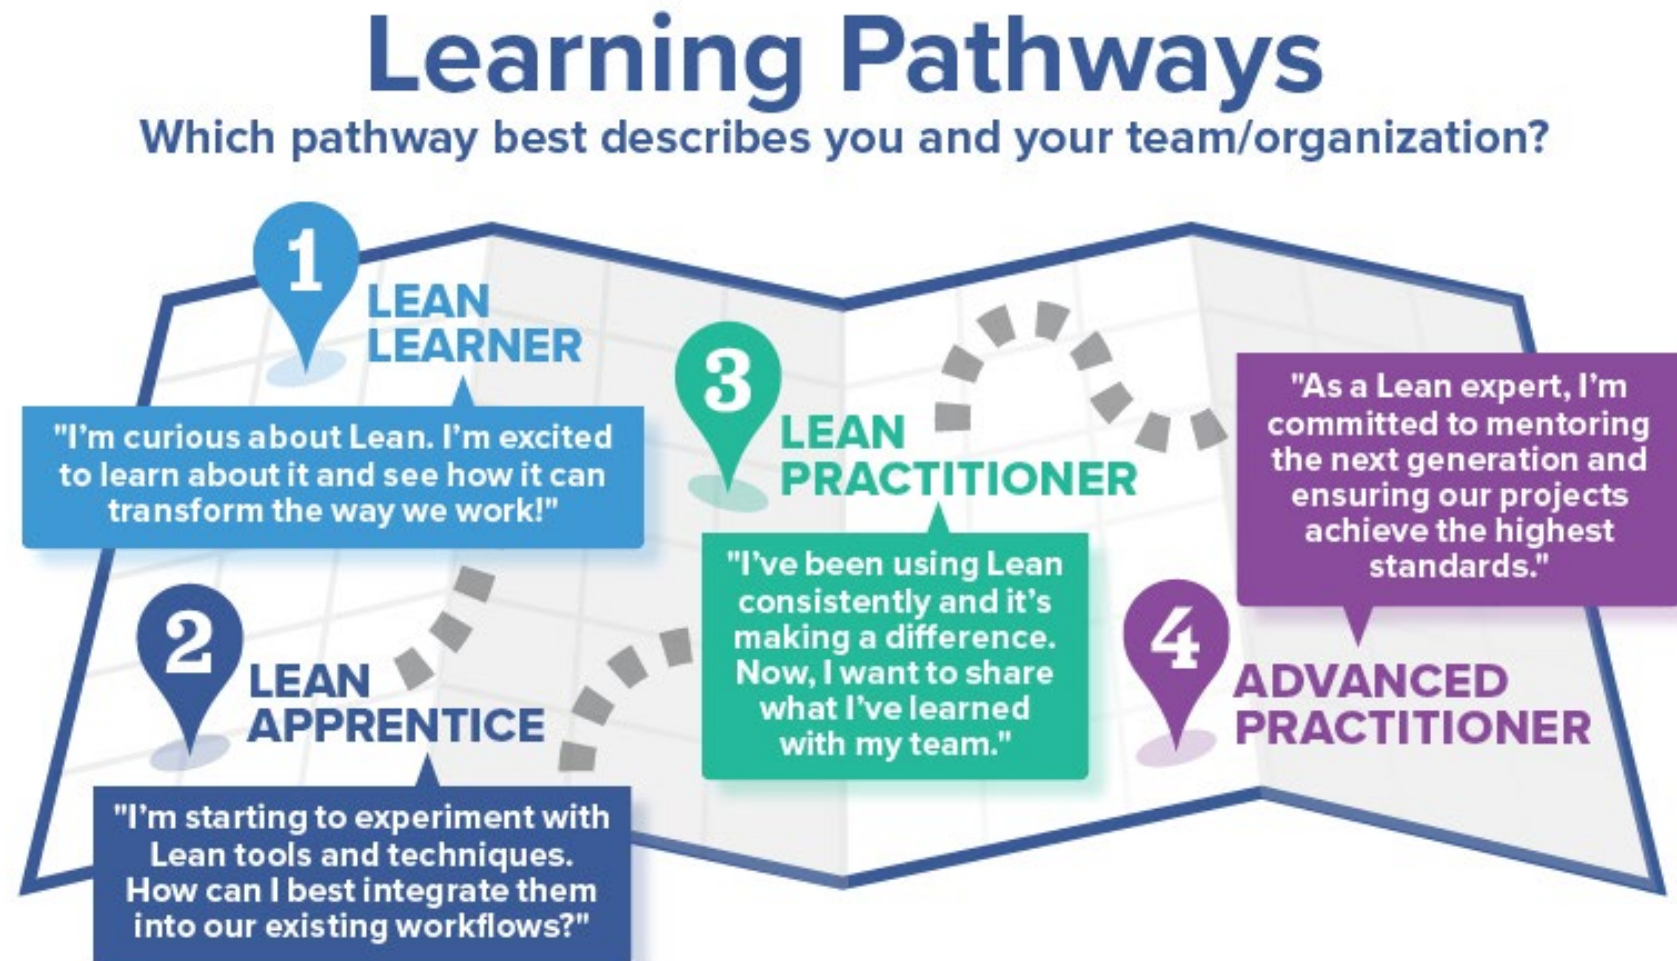 Learning Pathways
Which pathway best describes you and your team/organization?
1
LEAN
LEARNER
"I'm curious about Lean. I'm excited
to learn about it and see how it can
transform the way we work!"
2
LEAN
APPRENTICE
"I'm starting to experiment with
Lean tools and techniques.
How can I best integrate them
into our existing workflows?"
3
LEAN
PRACTITIONER
"I've been using Lean
consistently and it's
making a difference.
Now, I want to share
what I've learned
with my team."
4
ADVANCED
PRACTITIONER
"As a Lean expert, I'm
committed to mentoring
the next generation and
ensuring our projects
achieve the highest
standards."